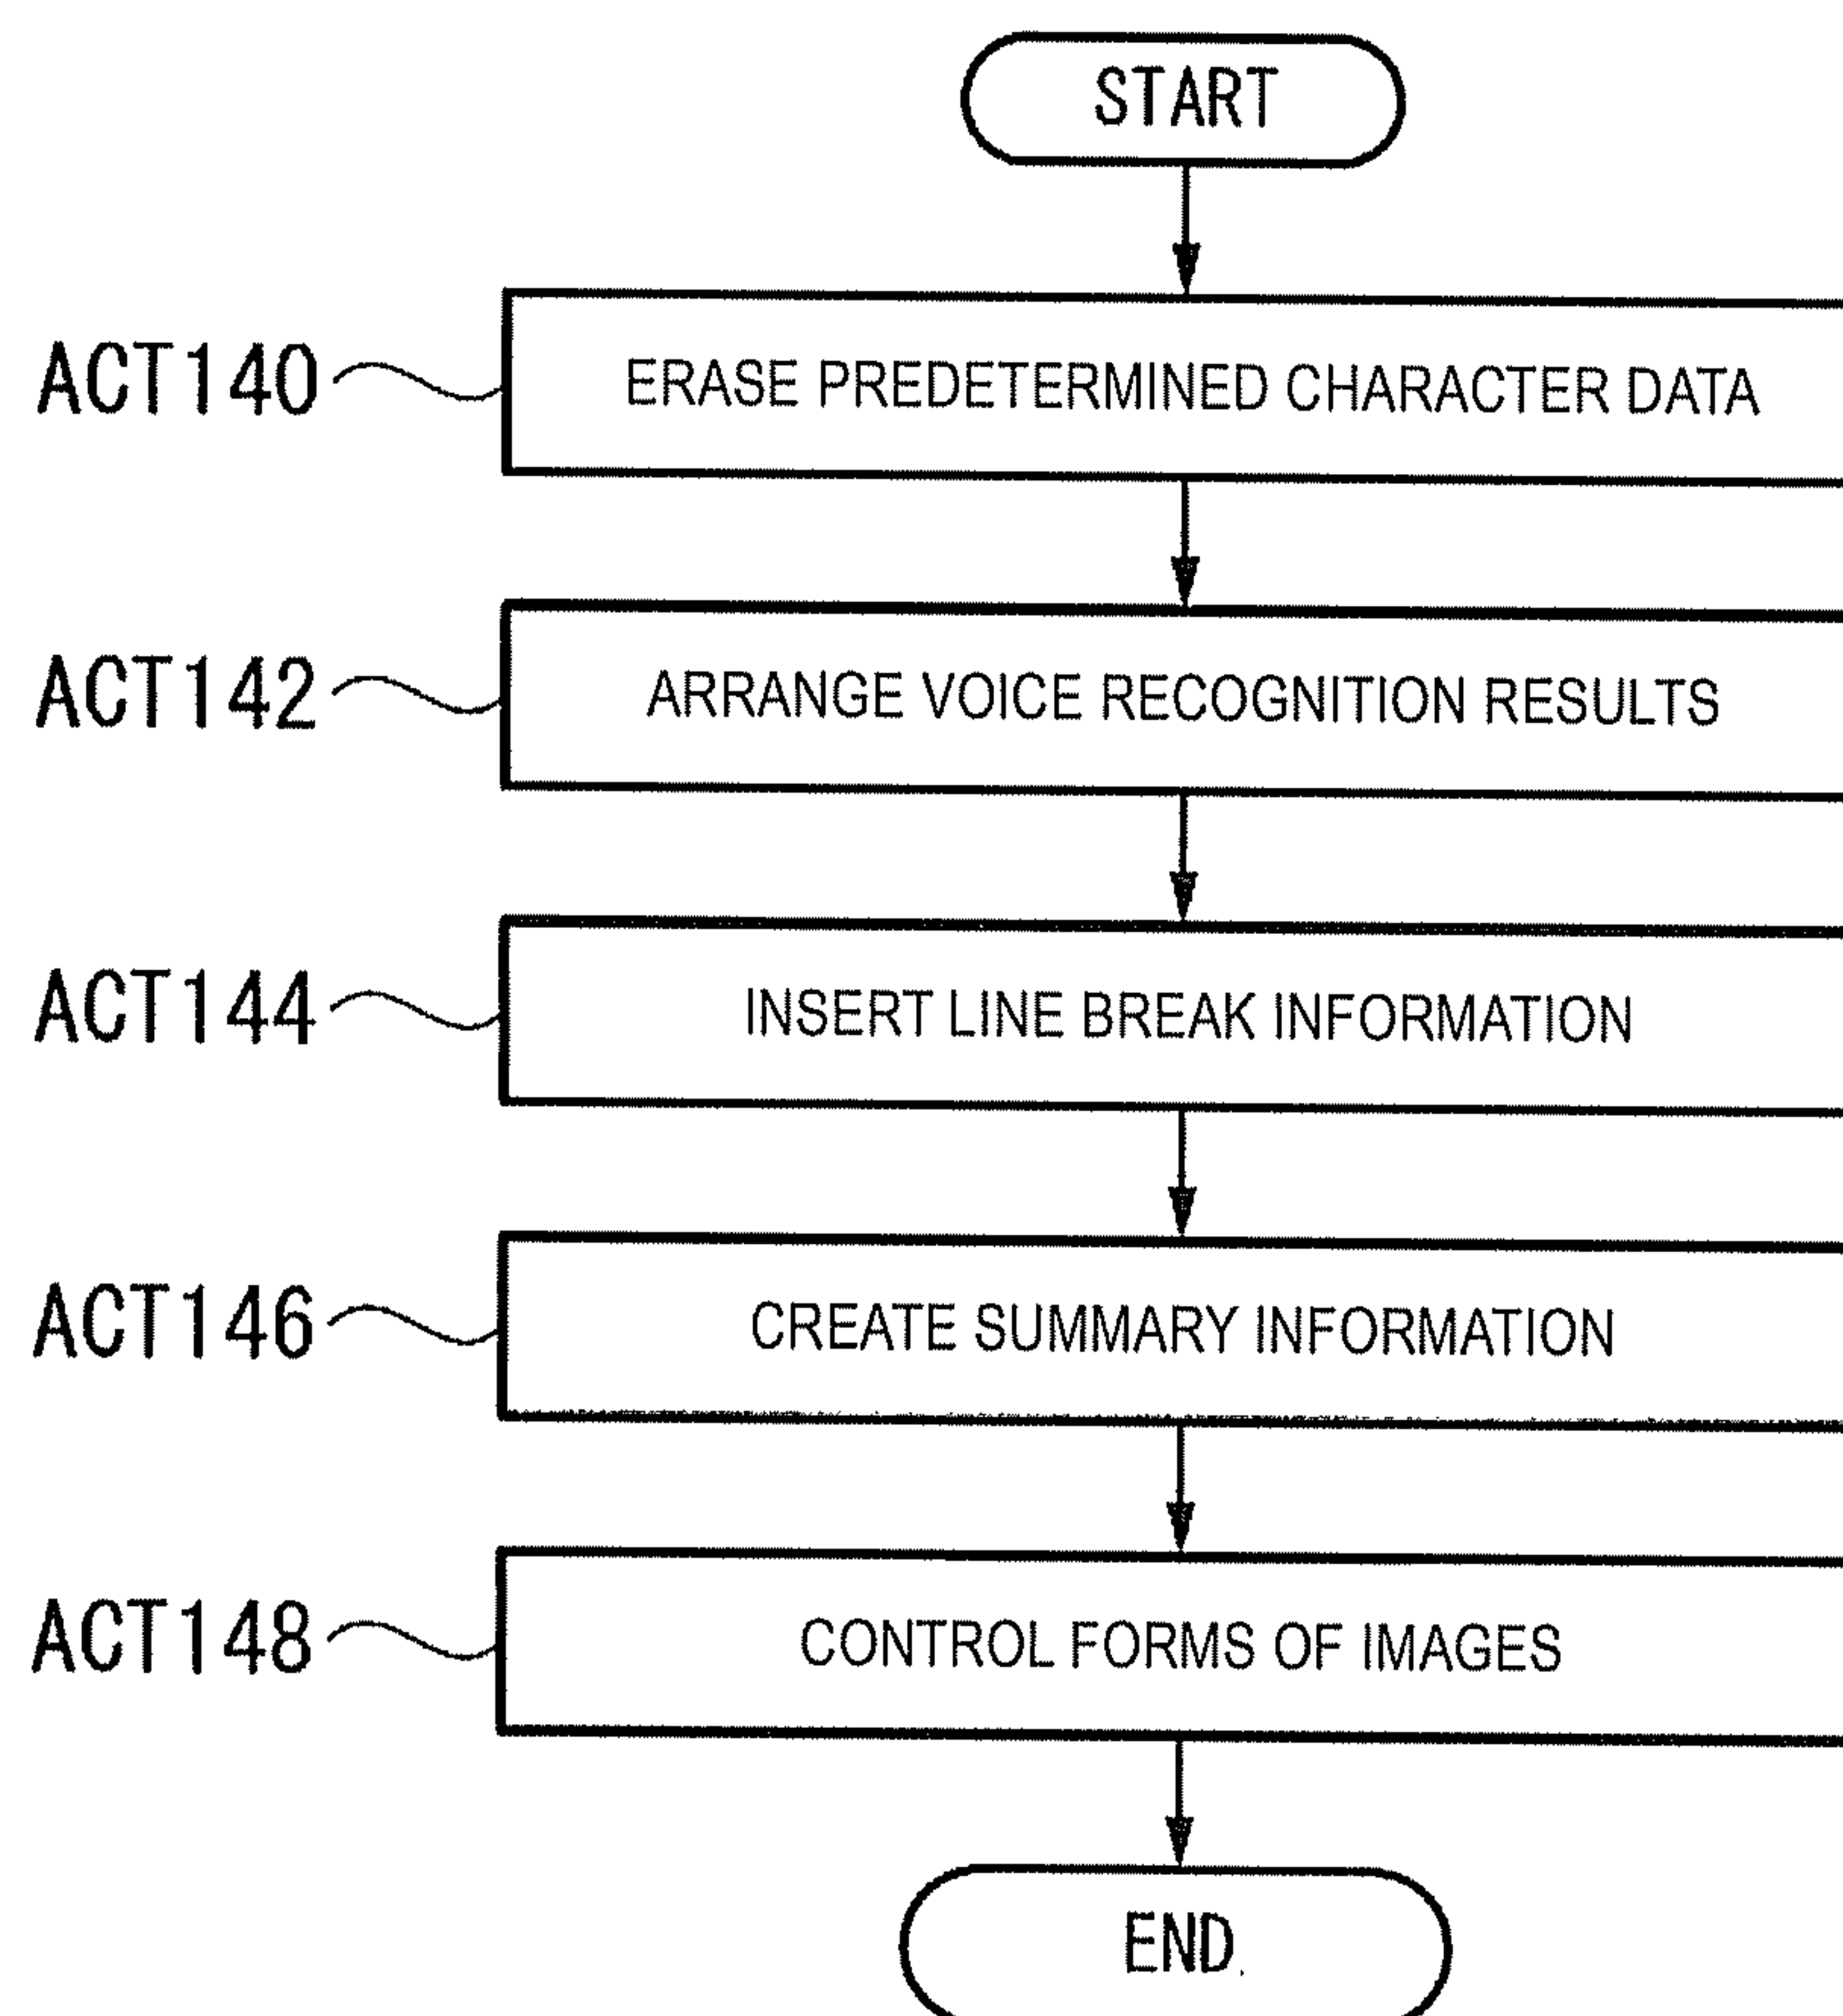 START
ACT140 ERASE PREDETERMINED CHARACTER DATA
ACT142 ARRANGE VOICE RECOGNITION RESULTS
ACT144 INSERT LINE BREAK INFORMATION
ACT146 CREATE SUMMARY INFORMATION
ACT148 CONTROL FORMS OF IMAGES
END